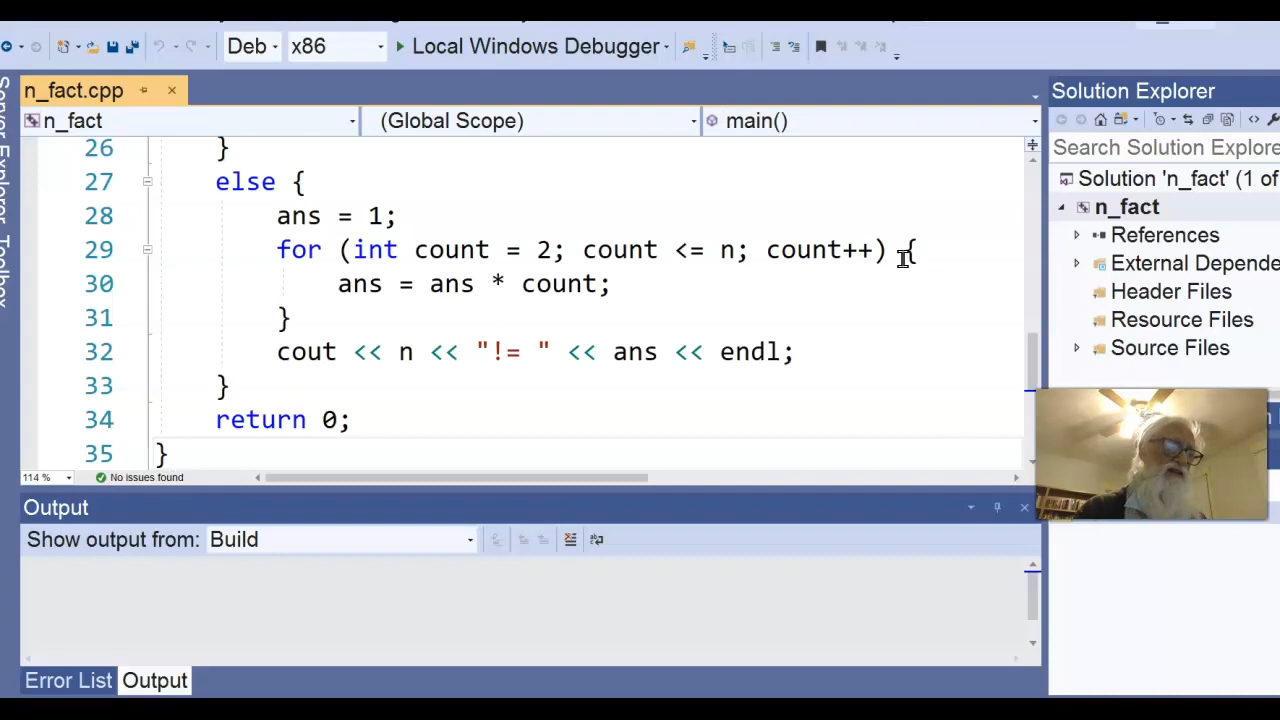 Deb x86 Local Windows Debugger
n_fact.cpp
n_fact (Global Scope) main()
26 }
27 else {
28 ans = 1;
29 for (int count = 2; count <= n; count++) {
30 ans = ans * count;
31 }
32 cout << n << "!= " << ans << endl;
33 }
34 return 0;
35 }
114 % No issues found
Output
Show output from: Build
Error List Output
Server Explorer
Toolbox
Solution Explorer
Search Solution Explore
Solution 'n_fact' (1 of
n_fact
References
External Depende
Header Files
Resource Files
Source Files